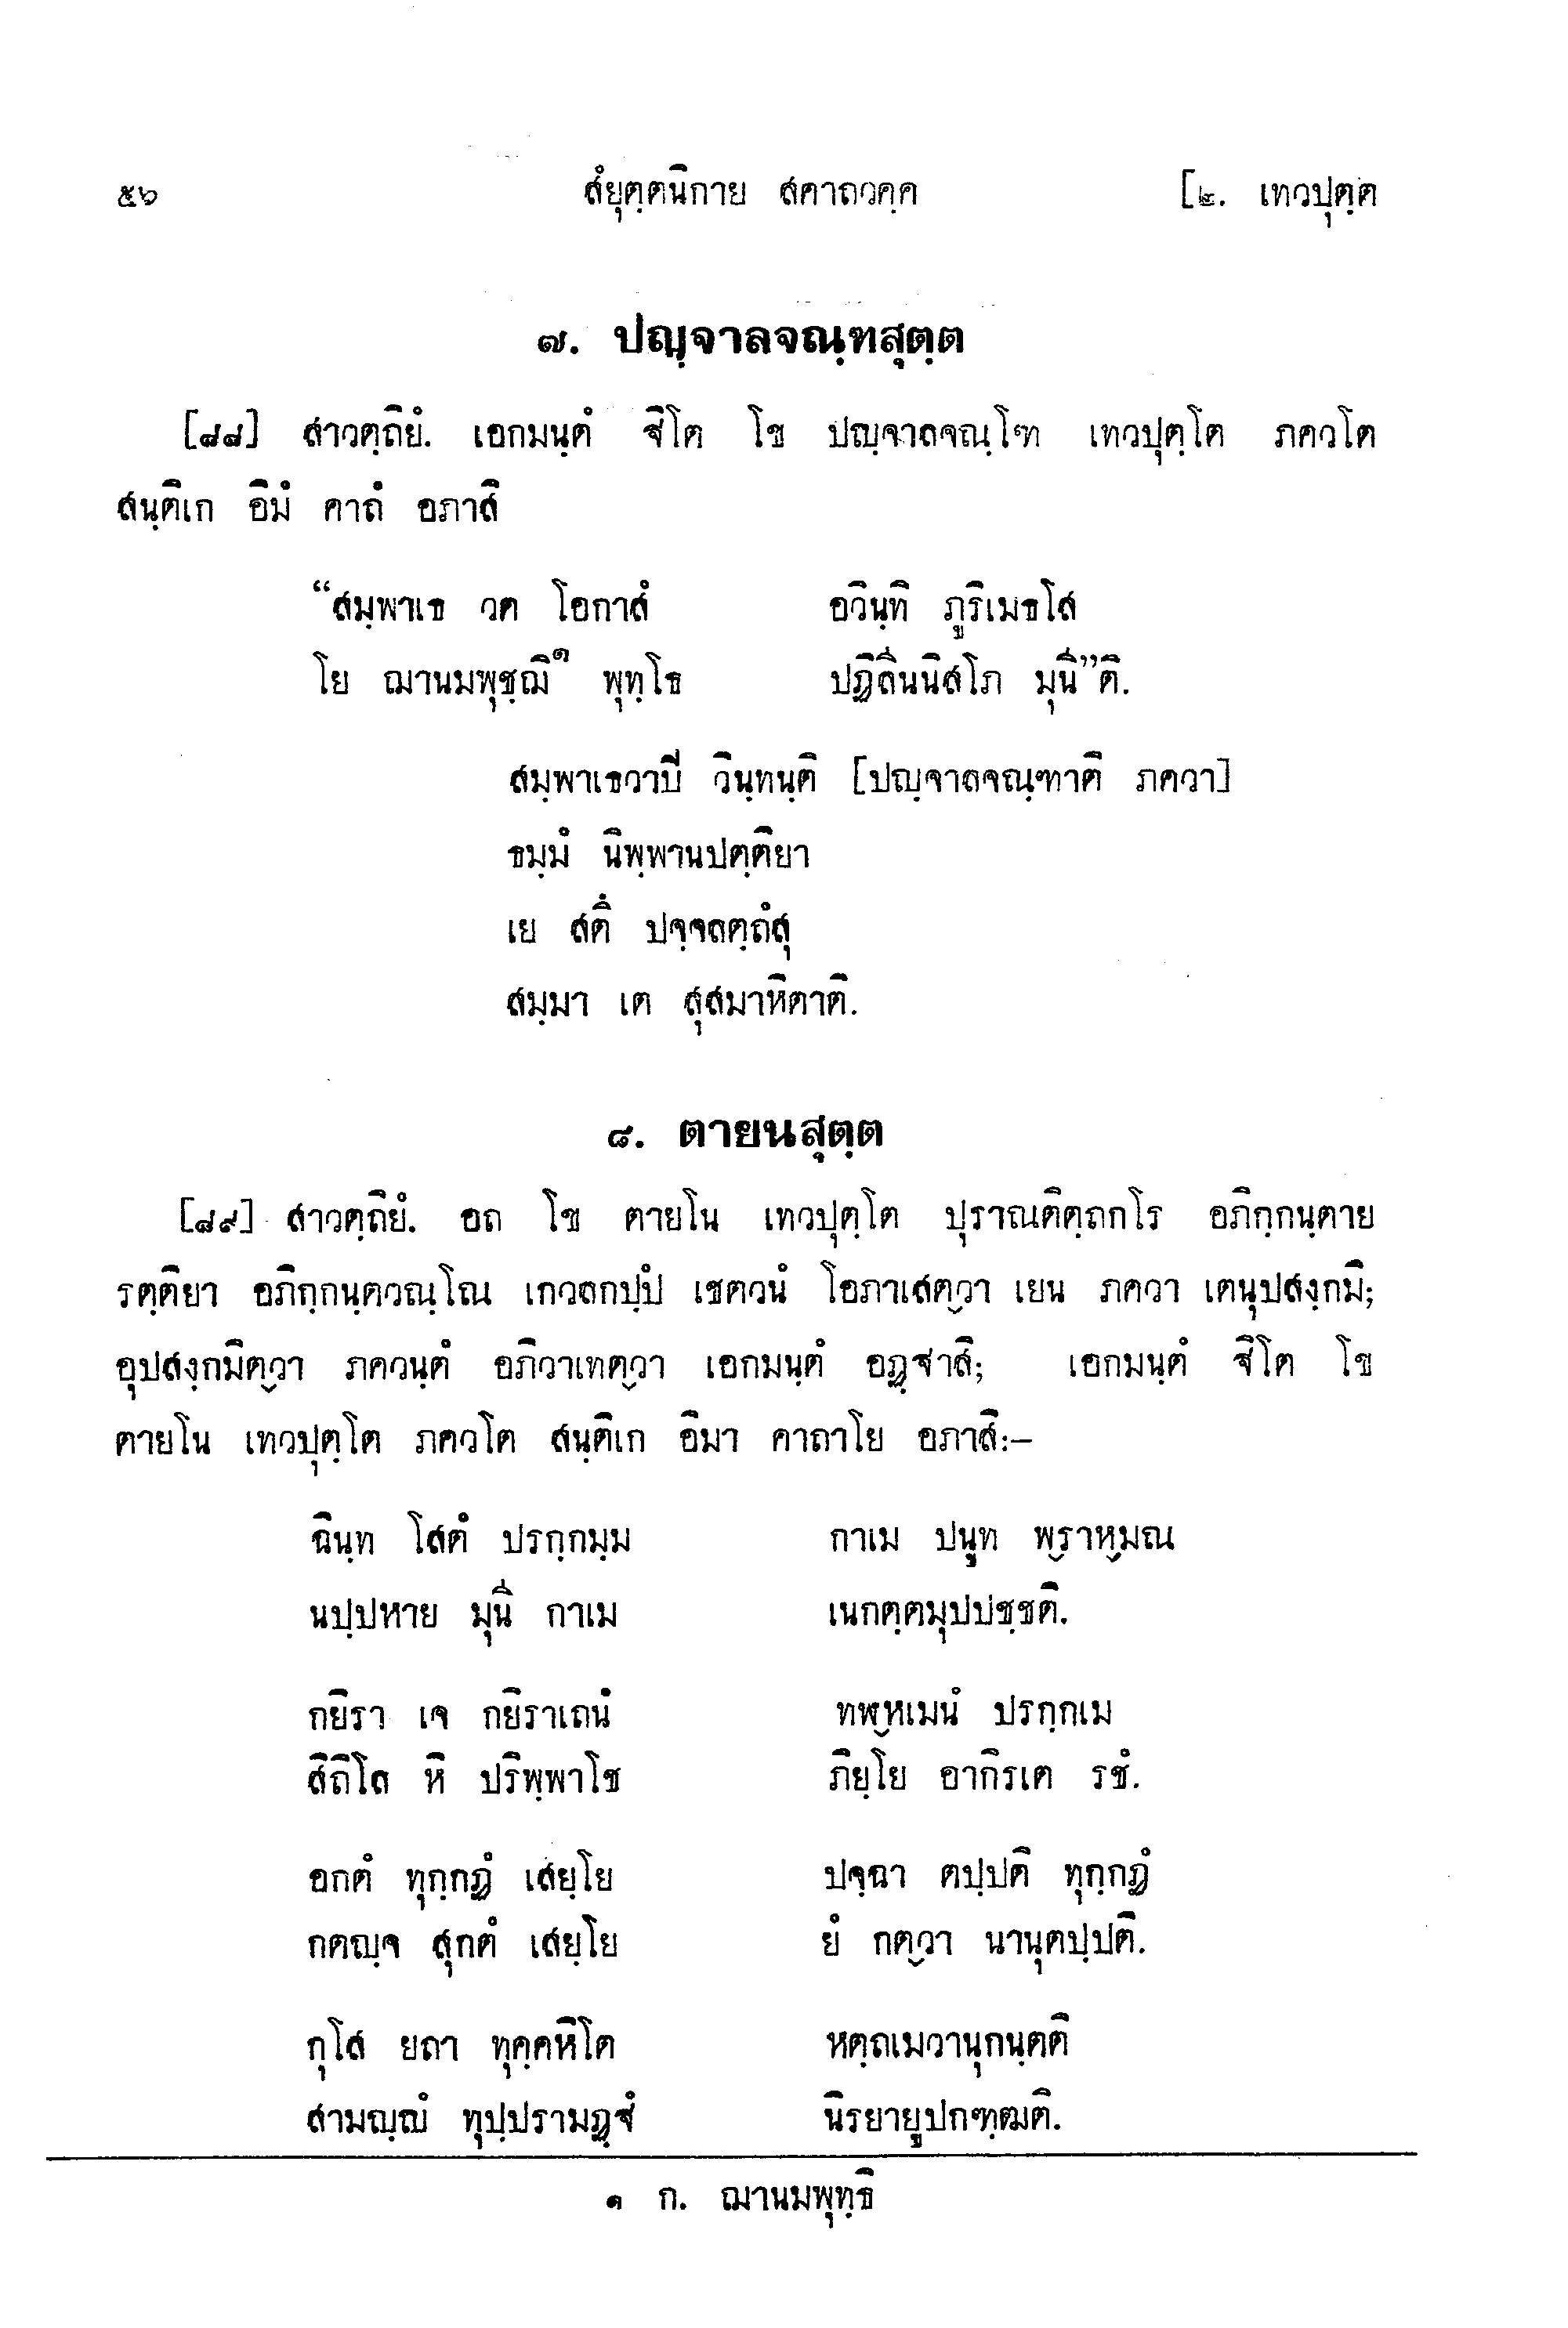 ๕๖ สํยุตฺตนิกาย สคาถวคฺค [๒. เทวปุตฺต
๗. ปญฺจาลจณฺฑสุตฺต
[๘๘] สาวตฺถิยํ. เอกมนฺตํ ฐิโต โข ปญฺจาลจณฺโฑ เทวปุตฺโต ภควโต
สนฺติเก อิมํ คาถํ อภาสิ
“สมฺพาเธ วต โอกาสํ อวินฺทิ ภูริเมธโส
โย ฌานมพุชฺฌิ๑ พุทฺโธ ปฏิลีนนิสโภ มุนี”ติ.
สมฺพาเธวาปิ วินฺทนฺติ [ปญฺจาลจณฺฑาติ ภควา]
ธมฺมํ นิพฺพานปตฺติยา
เย สตึ ปจฺจลตฺถํสุ
สมฺมา เต สุสมาหิตาติ.
๘. ตายนสุตฺต
[๘๙] สาวตฺถิยํ. อถ โข ตายโน เทวปุตฺโต ปุราณติตฺถกโร อภิกฺกนฺตาย
รตฺติยา อภิกฺกนฺตวณฺโณ เกวลกปฺปํ เชตวนํ โอภาเสตฺวา เยน ภควา เตนุปสงฺกมิ;
อุปสงฺกมิตฺวา ภควนฺตํ อภิวาเทตฺวา เอกมนฺตํ อฏฺฐาสิ; เอกมนฺตํ ฐิโต โข
ตายโน เทวปุตฺโต ภควโต สนฺติเก อิมา คาถาโย อภาสิ:–
ฉินฺท โสตํ ปรกฺกมฺม กาเม ปนูท พฺราหฺมณ
นปฺปหาย มุนี กาเม เนกตฺตมุปปชฺชติ.
กยิรา เจ กยิราเถนํ ทฬฺหเมนํ ปรกฺกเม
สิถิโล หิ ปริพฺพาโช ภิยฺโย อากิรเต รชํ.
อกตํ ทุกฺกฏํ เสยฺโย ปจฺฉา ตปฺปติ ทุกฺกฏํ
กตญฺจ สุกตํ เสยฺโย ยํ กตฺวา นานุตปฺปติ.
กุโส ยถา ทุคฺคหิโต หตฺถเมวานุกนฺตติ
สามญฺญํ ทุปฺปรามฏฺฐํ นิรยายูปกฑฺฒติ.
๑ ก. ฌานมพุทฺธิ